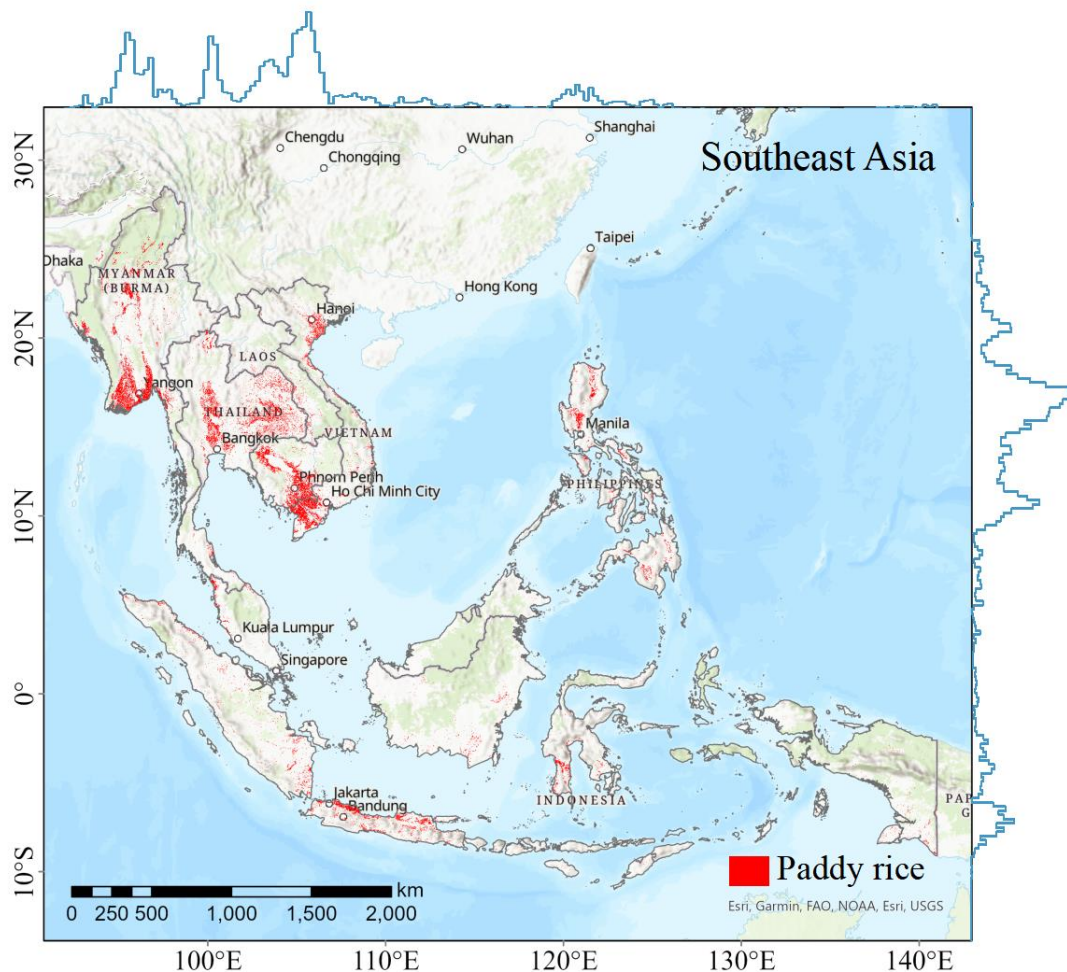 Southeast Asia
30°N
20°N
10°N
0°
10°S
Shanghai
Chengdu
Wuhan
Chongqing
Taipei
Dhaka
MYANMAR
(BURMA)
Hong Kong
Hanoi
LAOS
Yangon
THAILAND
VIETNAM
Bangkok
Manila
Phnom Penh
PHILIPPINES
Ho Chi Minh City
Kuala Lumpur
Singapore
Jakarta
Bandung
INDONESIA
PAP
G
Paddy rice
km
0 250 500 1,000 1,500 2,000
Esri, Garmin, FAO, NOAA, Esri, USGS
100°E 110°E 120°E 130°E 140°E